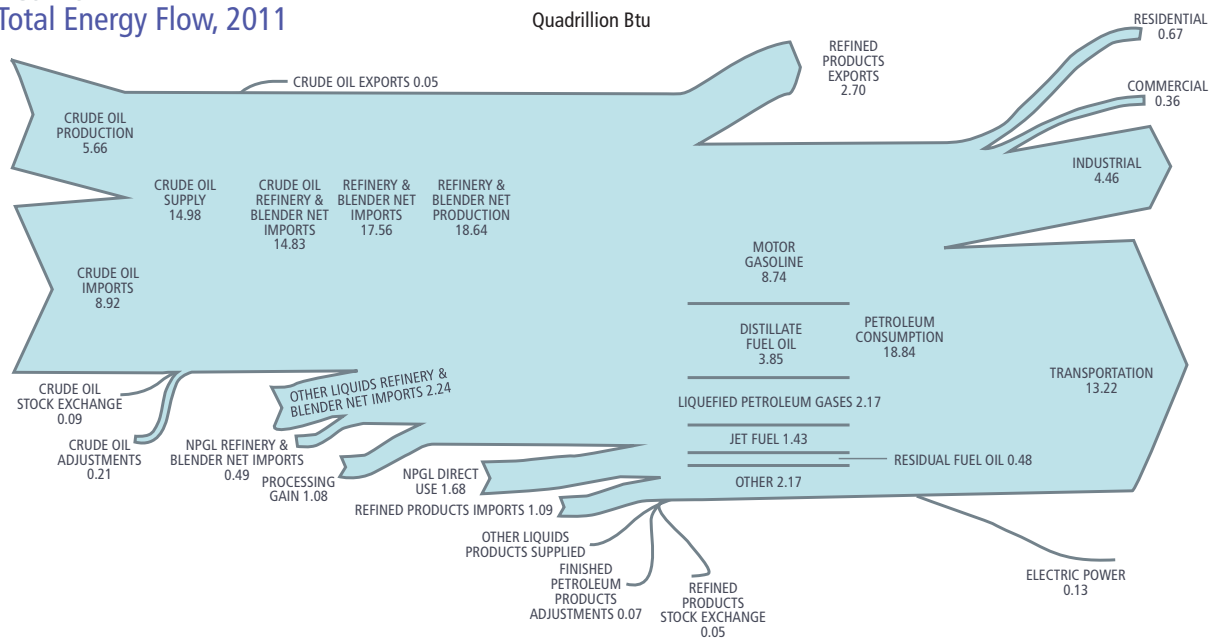 Total Energy Flow, 2011
Quadrillion Btu
RESIDENTIAL
0.67
REFINED
PRODUCTS
EXPORTS
2.70
CRUDE OIL EXPORTS 0.05
COMMERCIAL
0.36
CRUDE OIL
PRODUCTION
5.66
INDUSTRIAL
4.46
CRUDE OIL
SUPPLY
14.98
CRUDE OIL
REFINERY &
BLENDER NET
IMPORTS
14.83
REFINERY &
BLENDER NET
IMPORTS
17.56
REFINERY &
BLENDER NET
PRODUCTION
18.64
MOTOR
GASOLINE
8.74
CRUDE OIL
IMPORTS
8.92
DISTILLATE
FUEL OIL
3.85
PETROLEUM
CONSUMPTION
18.84
TRANSPORTATION
13.22
CRUDE OIL
STOCK EXCHANGE
0.09
OTHER LIQUIDS REFINERY &
BLENDER NET IMPORTS 2.24
LIQUEFIED PETROLEUM GASES 2.17
CRUDE OIL
ADJUSTMENTS
0.21
NPGL REFINERY &
BLENDER NET IMPORTS
0.49
PROCESSING
GAIN 1.08
JET FUEL 1.43
RESIDUAL FUEL OIL 0.48
NPGL DIRECT
USE 1.68
OTHER 2.17
REFINED PRODUCTS IMPORTS 1.09
OTHER LIQUIDS
PRODUCTS SUPPLIED
FINISHED
PETROLEUM
PRODUCTS
ADJUSTMENTS 0.07
REFINED
PRODUCTS
STOCK EXCHANGE
0.05
ELECTRIC POWER
0.13